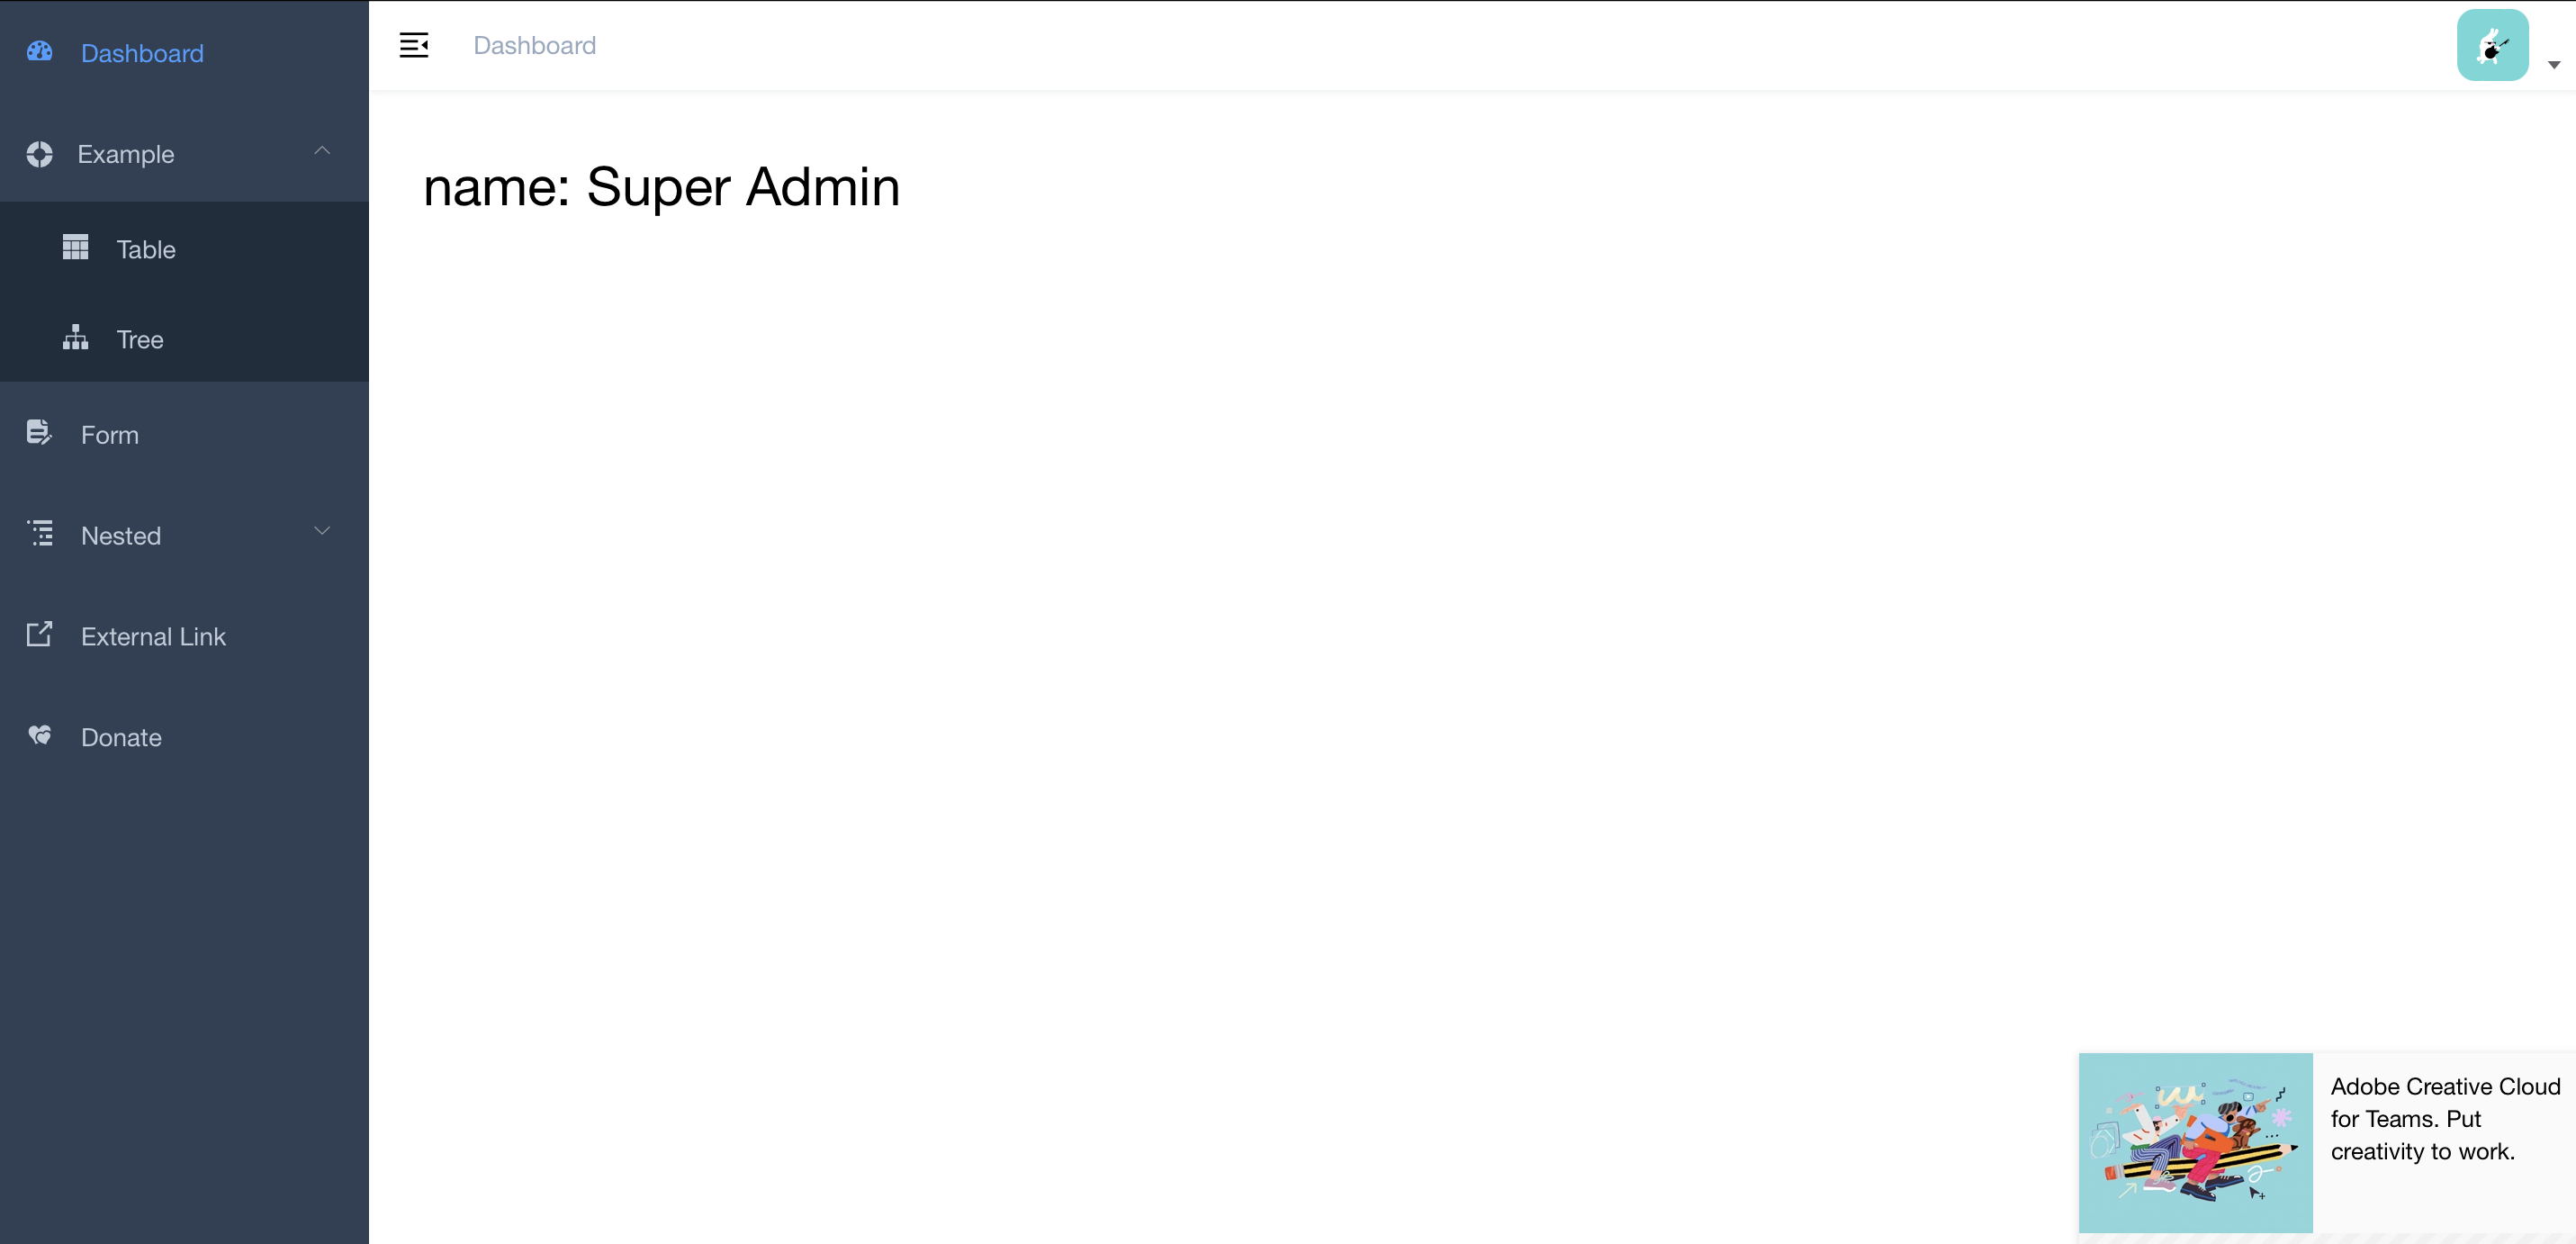 Dashboard
Example
Table
Tree
Form
Nested
External Link
Donate
Dashboard
name: Super Admin
Adobe Creative Cloud
for Teams. Put
creativity to work.